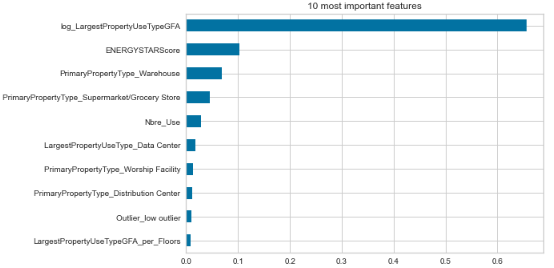 10 most important features
log_LargestPropertyUseTypeGFA
ENERGYSTARScore
PrimaryPropertyType_Warehouse
PrimaryPropertyType_Supermarket/Grocery Store
Nbre_Use
LargestPropertyUseType_Data Center
PrimaryPropertyType_Worship Facility
PrimaryPropertyType_Distribution Center
Outlier_low outlier
LargestPropertyUseTypeGFA_per_Floors
0.0 0.1 0.2 0.3 0.4 0.5 0.6